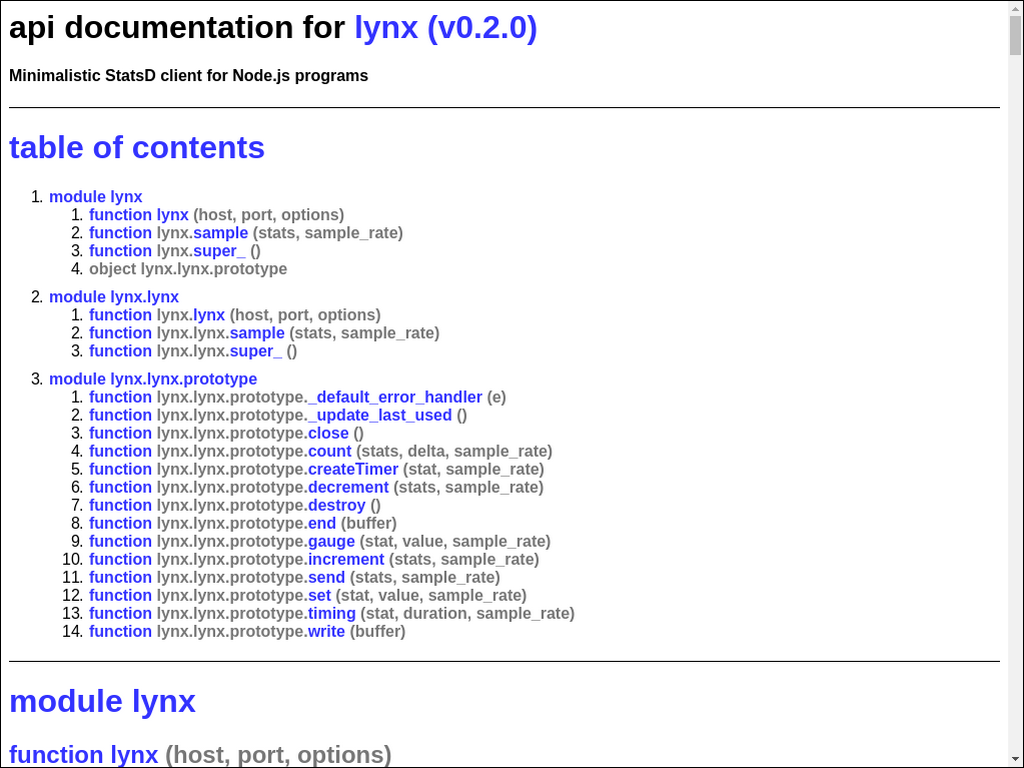 api documentation for lynx (v0.2.0)
Minimalistic StatsD client for Node.js programs
table of contents
1. module lynx
1. function lynx (host, port, options)
2. function lynx.sample (stats, sample_rate)
3. function lynx.super_ ()
4. object lynx.lynx.prototype
2. module lynx.lynx
1. function lynx.lynx (host, port, options)
2. function lynx.lynx.sample (stats, sample_rate)
3. function lynx.lynx.super_ ()
3. module lynx.lynx.prototype
1. function lynx.lynx.prototype._default_error_handler (e)
2. function lynx.lynx.prototype._update_last_used ()
3. function lynx.lynx.prototype.close ()
4. function lynx.lynx.prototype.count (stats, delta, sample_rate)
5. function lynx.lynx.prototype.createTimer (stat, sample_rate)
6. function lynx.lynx.prototype.decrement (stats, sample_rate)
7. function lynx.lynx.prototype.destroy ()
8. function lynx.lynx.prototype.end (buffer)
9. function lynx.lynx.prototype.gauge (stat, value, sample_rate)
10. function lynx.lynx.prototype.increment (stats, sample_rate)
11. function lynx.lynx.prototype.send (stats, sample_rate)
12. function lynx.lynx.prototype.set (stat, value, sample_rate)
13. function lynx.lynx.prototype.timing (stat, duration, sample_rate)
14. function lynx.lynx.prototype.write (buffer)
module lynx
function lynx (host, port, options)